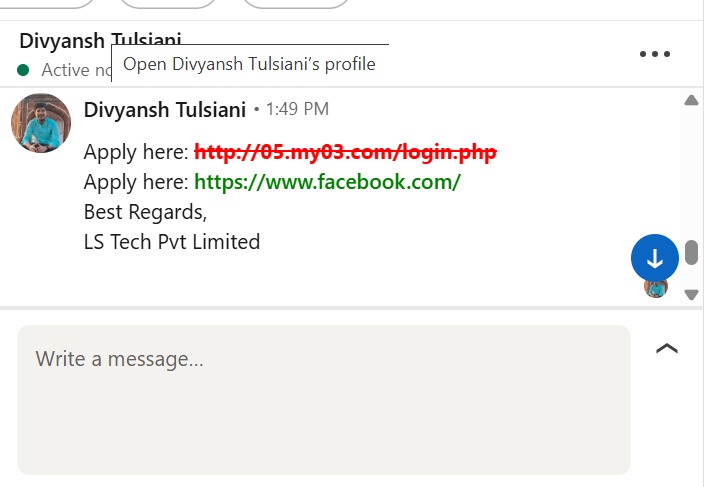 Divyansh Tulsiani
Active
Open Divyansh Tulsiani's profile
Divyansh Tulsiani • 1:49 PM
Apply here: http://05.my03.com/login.php
Apply here: https://www.facebook.com/
Best Regards,
LS Tech Pvt Limited
Write a message...